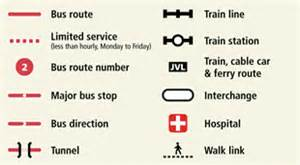 Bus route
Limited service
(less than hourly, Monday to Friday)
2
Bus route number
Major bus stop
Bus direction
Tunnel
Train line
Train station
JVL
Train, cable car
& ferry route
Interchange
Hospital
Walk link